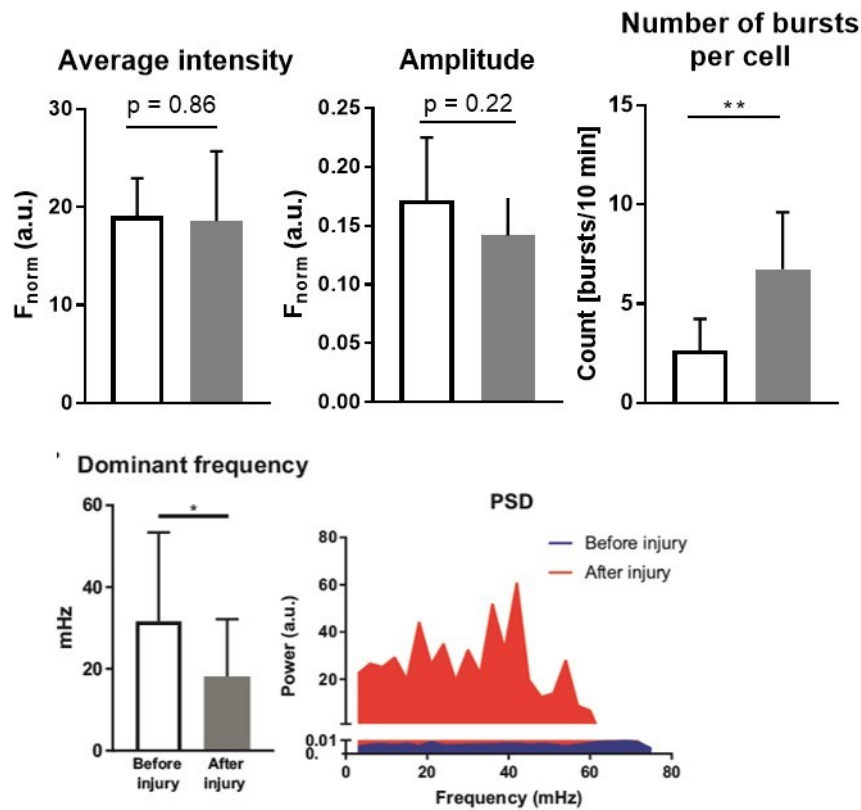 Average intensity
p = 0.86
30
20
10
0
Fnorm (a.u.)
Amplitude
p = 0.22
0.25
0.20
0.15
0.10
0.05
0.00
Fnorm (a.u.)
Number of bursts
per cell
**
15
10
5
0
Count [bursts/10 min]
Dominant frequency
*
60
40
20
0
mHz
Before
injury
After
injury
PSD
Before injury
After injury
80
60
40
20
0.01
0.
Power (a.u.)
0 20 40 60 80
Frequency (mHz)